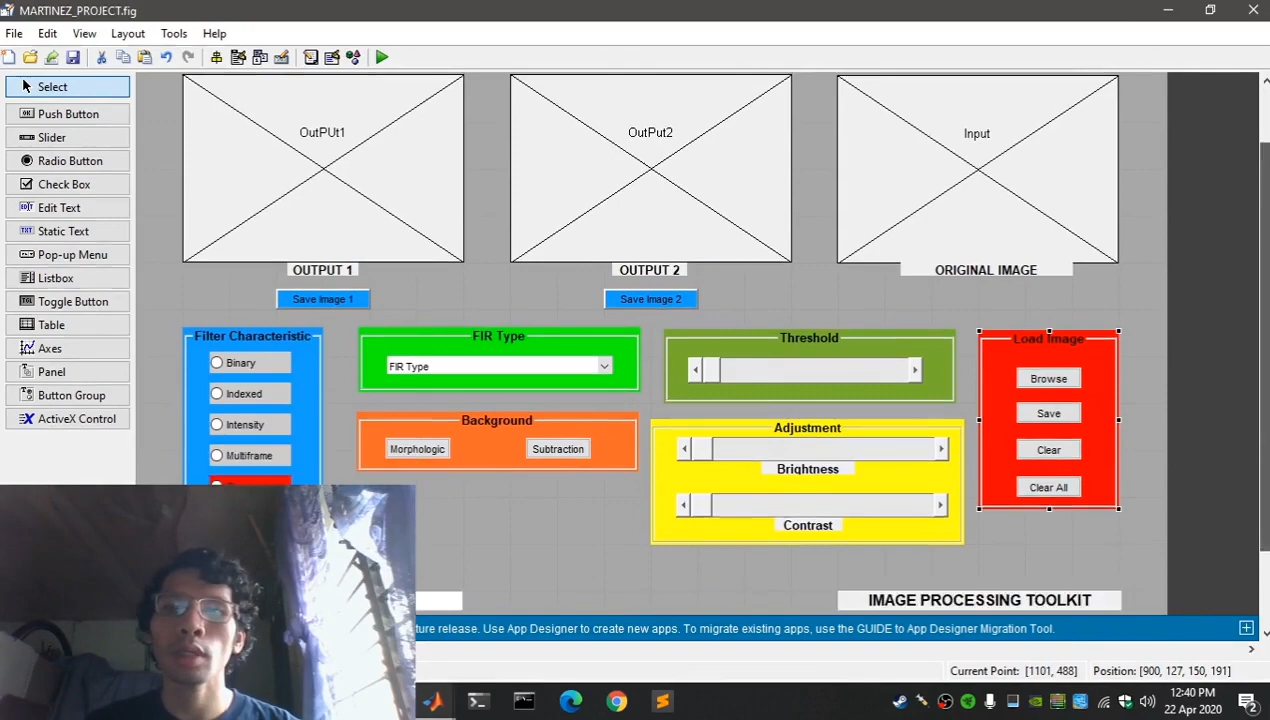 MARTINEZ_PROJECT.fig
File Edit View Layout Tools Help
Select
Push Button
Slider
Radio Button
Check Box
Edit Text
Static Text
Pop-up Menu
Listbox
Toggle Button
Table
Axes
Panel
Button Group
ActiveX Control
OutPUt1
OutPut2
Input
OUTPUT 1
OUTPUT 2
ORIGINAL IMAGE
Save Image 1
Save Image 2
Filter Characteristic
Binary
Indexed
Intensity
Multiframe
FIR Type
FIR Type
Background
Morphologic
Subtraction
Threshold
Adjustment
Brightness
Contrast
Load Image
Browse
Save
Clear
Clear All
IMAGE PROCESSING TOOLKIT
ture release. Use App Designer to create new apps. To migrate existing apps, use the GUIDE to App Designer Migration Tool.
Current Point: [1101, 488]
Position: [900, 127, 150, 191]
12:40 PM
22 Apr 2020
2